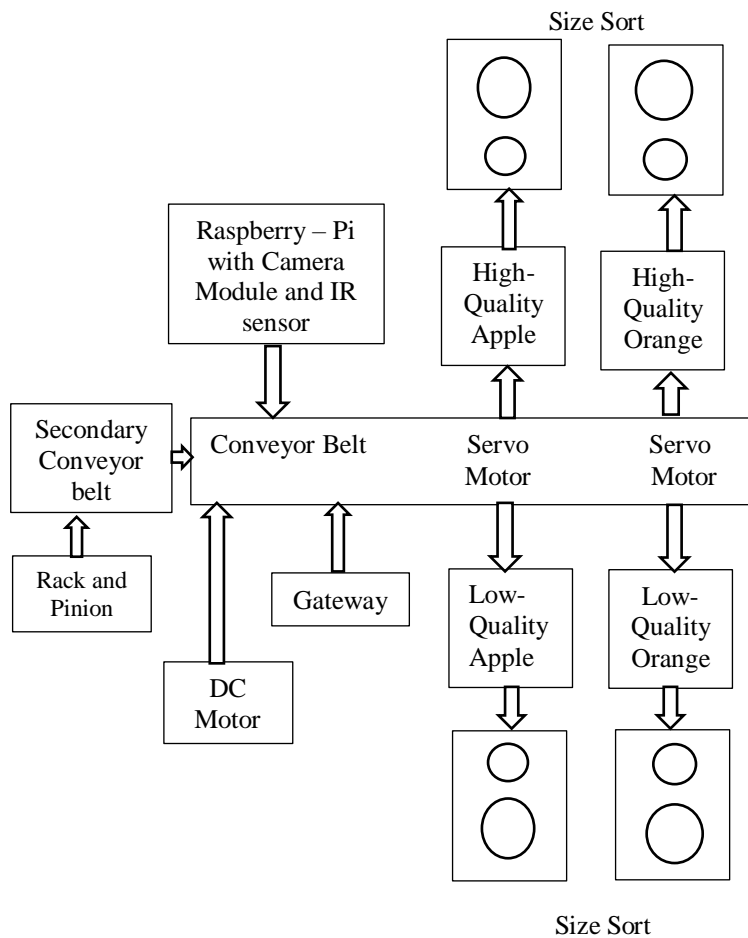 Size Sort
Raspberry – Pi
with Camera
Module and IR
sensor
High-
Quality
Apple
High-
Quality
Orange
Secondary
Conveyor
belt
Conveyor Belt
Servo
Motor
Servo
Motor
Rack and
Pinion
Gateway
Low-
Quality
Apple
Low-
Quality
Orange
DC
Motor
Size Sort